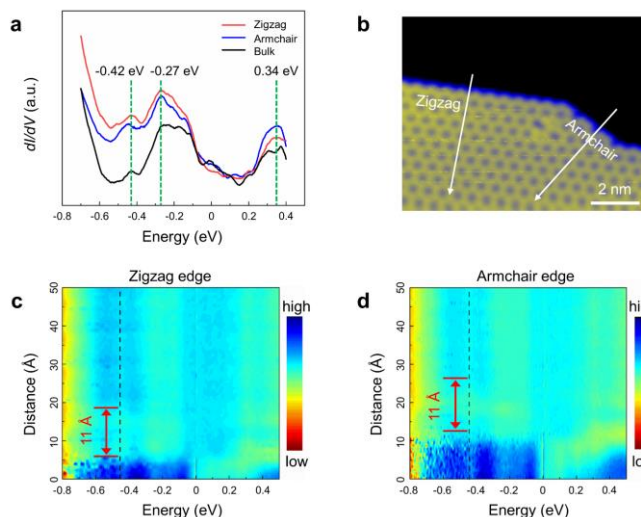 a
Zigzag
Armchair
Bulk
-0.42 eV
-0.27 eV
0.34 eV
dI/dV (a.u.)
-0.8 -0.6 -0.4 -0.2 0 0.2 0.4
Energy (eV)
b
Zigzag
Armchair
2 nm
c
Zigzag edge
50
40
30
20
10
0
Distance (Å)
11 Å
-0.8 -0.6 -0.4 -0.2 0 0.2 0.4
Energy (eV)
high
low
d
Armchair edge
50
40
30
20
10
0
Distance (Å)
11 Å
-0.8 -0.6 -0.4 -0.2 0 0.2 0.4
Energy (eV)